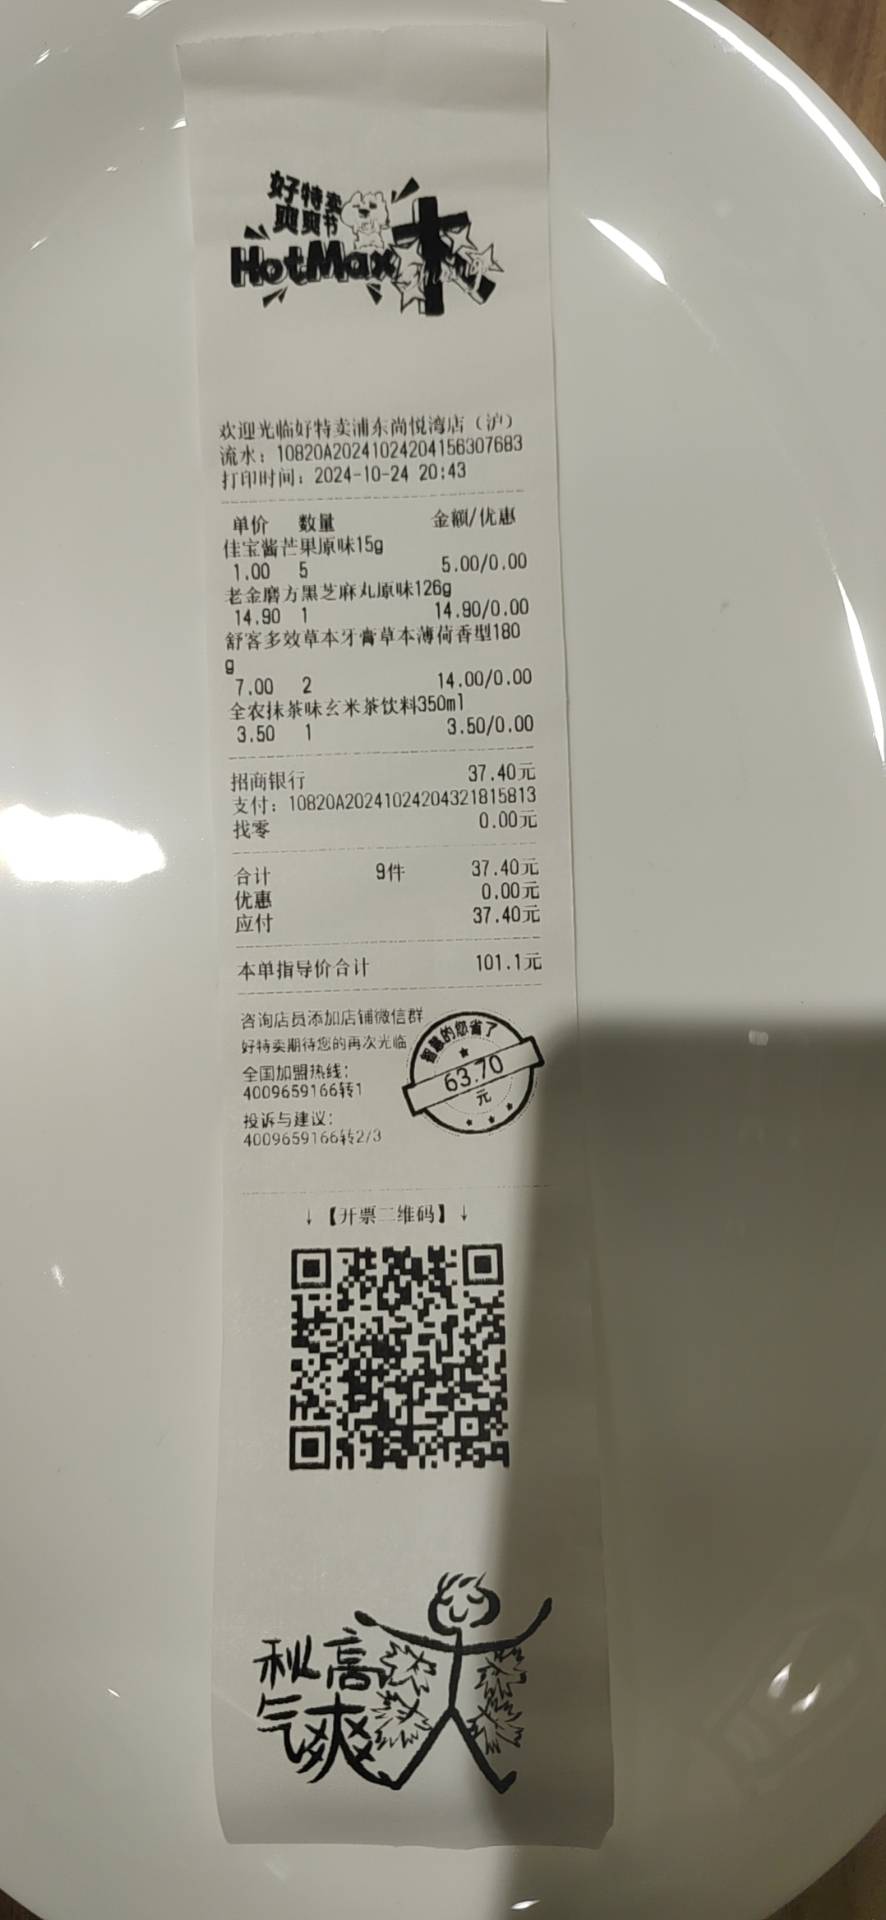 好特卖
爽爽节
HotMax
欢迎光临好特卖浦东尚悦湾店（沪）
流水：10820A20241024204156307683
打印时间：2024-10-24 20:43
单价 数量 金额/优惠
佳宝酱芒果原味15g
1.00 5 5.00/0.00
老金磨方黑芝麻丸原味126g
14.90 1 14.90/0.00
舒客多效草本牙膏草本薄荷香型180
g
7.00 2 14.00/0.00
全农抹茶味玄米茶饮料350ml
3.50 1 3.50/0.00
招商银行 37.40元
支付：10820A20241024204321815813
找零 0.00元
合计 9件 37.40元
优惠 0.00元
应付 37.40元
本单指导价合计 101.1元
咨询店员添加店铺微信群
好特卖期待您的再次光临
全国加盟热线：
4009659166转1
投诉与建议：
4009659166转2/3
智慧的您省了
63.70
元
↓【开票二维码】↓
秋高
气爽